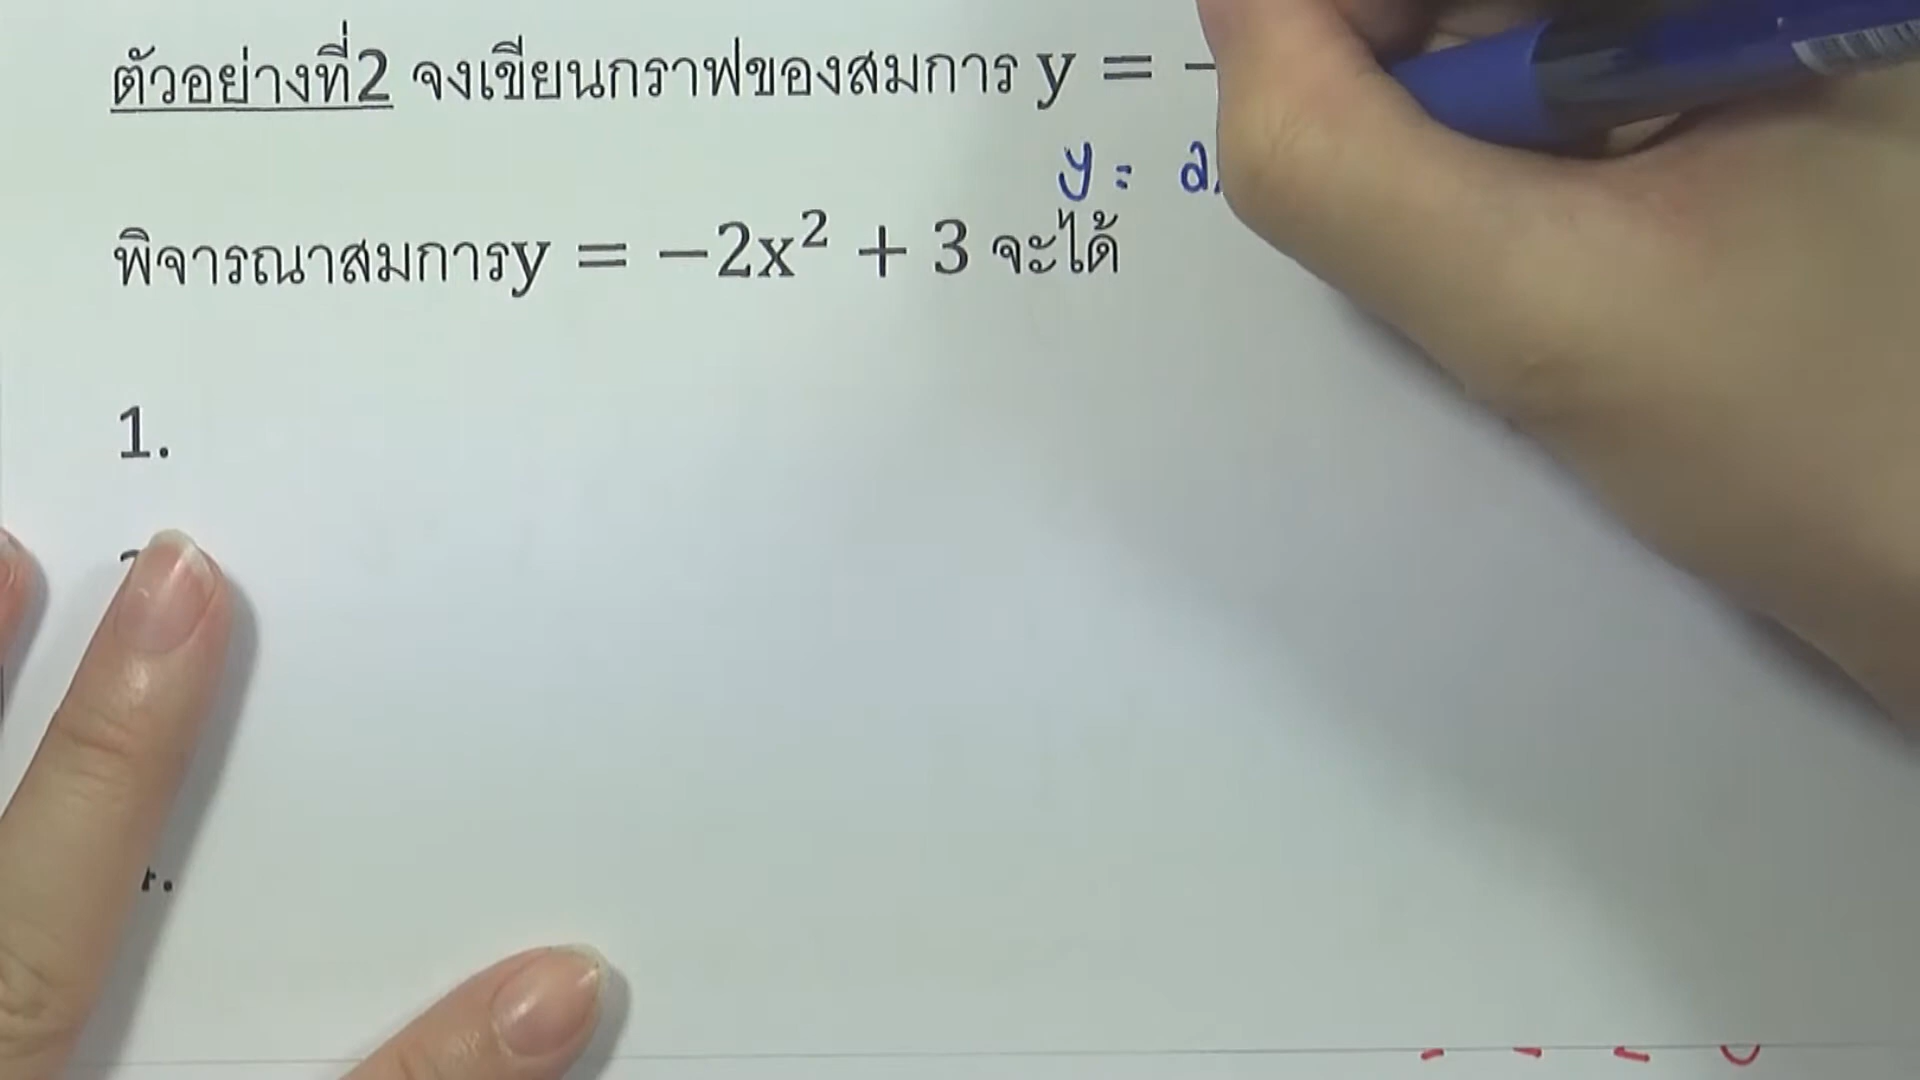 ตัวอย่างที่2 จงเขียนกราฟของสมการ y = −
y =
พิจารณาสมการy = −2x² + 3 จะได้
1.